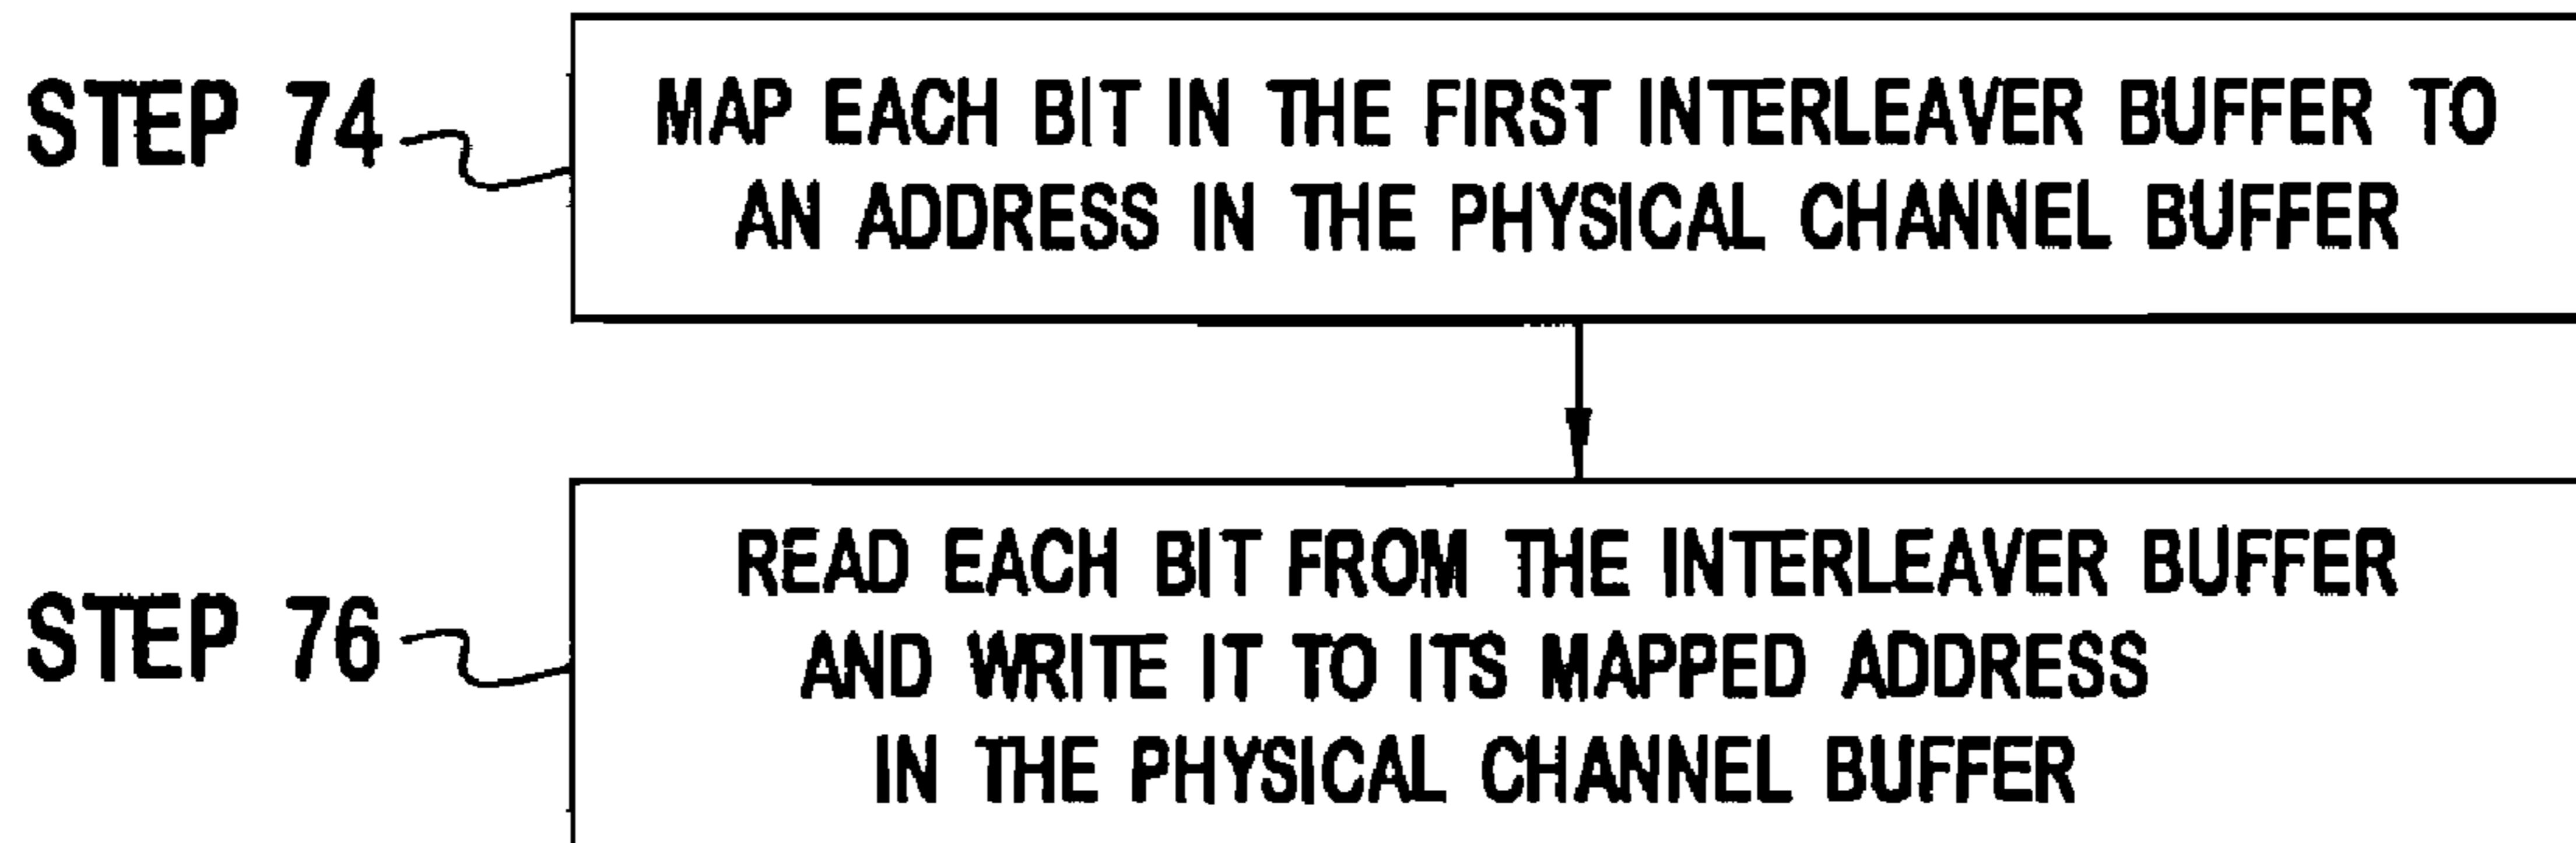 STEP 74
MAP EACH BIT IN THE FIRST INTERLEAVER BUFFER TO
AN ADDRESS IN THE PHYSICAL CHANNEL BUFFER
STEP 76
READ EACH BIT FROM THE INTERLEAVER BUFFER
AND WRITE IT TO ITS MAPPED ADDRESS
IN THE PHYSICAL CHANNEL BUFFER